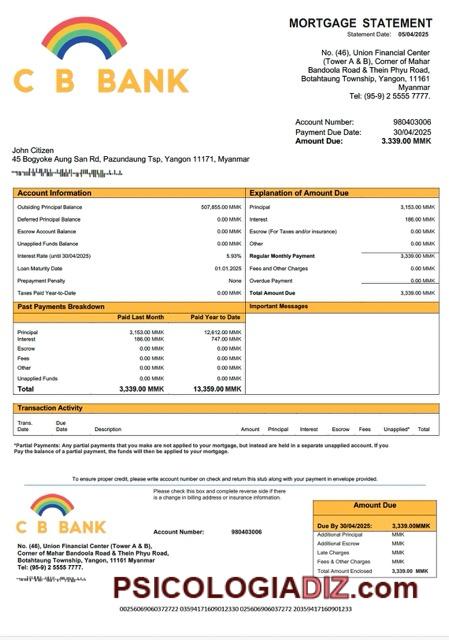 MORTGAGE STATEMENT
Statement Date: 05/04/2025
C B BANK
No. (46), Union Financial Center
(Tower A & B), Corner of Mahar
Bandoola Road & Thein Phyu Road,
Botahtaung Township, Yangon, 11161
Myanmar
Tel: (95-9) 2 5555 7777.
Account Number: 980403006
Payment Due Date: 30/04/2025
Amount Due: 3.339.00 MMK
John Citizen
45 Bogyoke Aung San Rd, Pazundaung Tsp, Yangon 11171, Myanmar
Account Information
Outsiding Principal Balance 507,855.00 MMK
Deferred Principal Balance 0.00 MMK
Escrow Account Balance 0.00 MMK
Unapplied Funds Balance 0.00 MMK
Interest Rate (until 30/04/2025) 5.93%
Loan Maturity Date 01.01.2025
Prepayment Penalty None
Taxes Paid Year-to-Date 0.00 MMK
Explanation of Amount Due
Principal 3,153.00 MMK
Interest 186.00 MMK
Escrow (For Taxes and/or insurance) 0.00 MMK
Other 0.00 MMK
Regular Monthly Payment 3,339.00 MMK
Fees and Other Charges 0.00 MMK
Overdue Payment 0.00 MMK
Total Amount Due 3,339.00 MMK
Past Payments Breakdown
Paid Last Month Paid Year to Date
Principal 3,153.00 MMK 12,612.00 MMK
Interest 186.00 MMK 747.00 MMK
Escrow 0.00 MMK 0.00 MMK
Fees 0.00 MMK 0.00 MMK
Other 0.00 MMK 0.00 MMK
Unapplied Funds 0.00 MMK 0.00 MMK
Total 3,339.00 MMK 13,359.00 MMK
Important Messages
Transaction Activity
Trans. Date Due Date Description Amount Principal Interest Escrow Fees Unapplied* Total
*Partial Payments: Any partial payments that you make are not applied to your mortgage, but instead are held in a separate unapplied account. If you
Pay the balance of a partial payment, the funds will then be applied to your mortgage.
To ensure proper credit, please write account number on check and return this stub along with your payment in envelope provided.
Please check this box and complete reverse side if there
is a change in billing address or insurance information.
C B BANK
Account Number: 980403006
No. (46), Union Financial Center (Tower A & B),
Corner of Mahar Bandoola Road & Thein Phyu Road,
Botahtaung Township, Yangon, 11161 Myanmar
Tel: (95-9) 2 5555 7777.
Amount Due
Due By 30/04/2025: 3,339.00MMK
Additional Principal MMK
Additional Escrow MMK
Late Charges MMK
Fees & Other Charges MMK
Total Amount Enclosed 3,339.00 MMK
PSICOLOGIADIZ.com
00256069060372722 03594171609012330 0256069060372722 20359417160901233